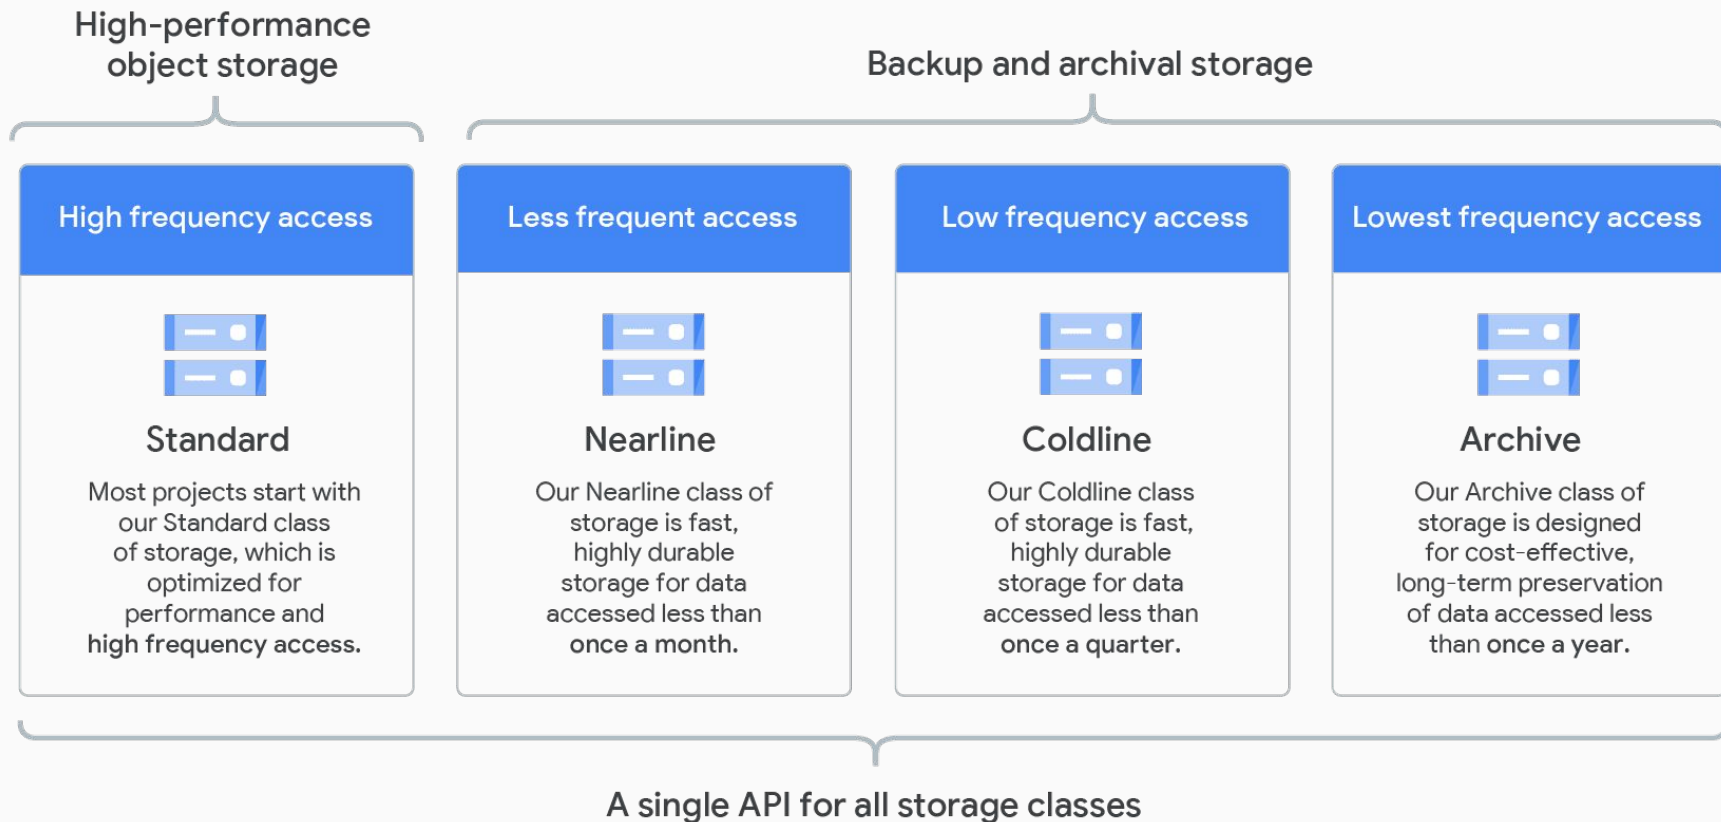 High-performance
object storage
Backup and archival storage
High frequency access
Standard
Most projects start with
our Standard class
of storage, which is
optimized for
performance and
high frequency access.
Less frequent access
Nearline
Our Nearline class of
storage is fast,
highly durable
storage for data
accessed less than
once a month.
Low frequency access
Coldline
Our Coldline class
of storage is fast,
highly durable
storage for data
accessed less than
once a quarter.
Lowest frequency access
Archive
Our Archive class of
storage is designed
for cost-effective,
long-term preservation
of data accessed less
than once a year.
A single API for all storage classes